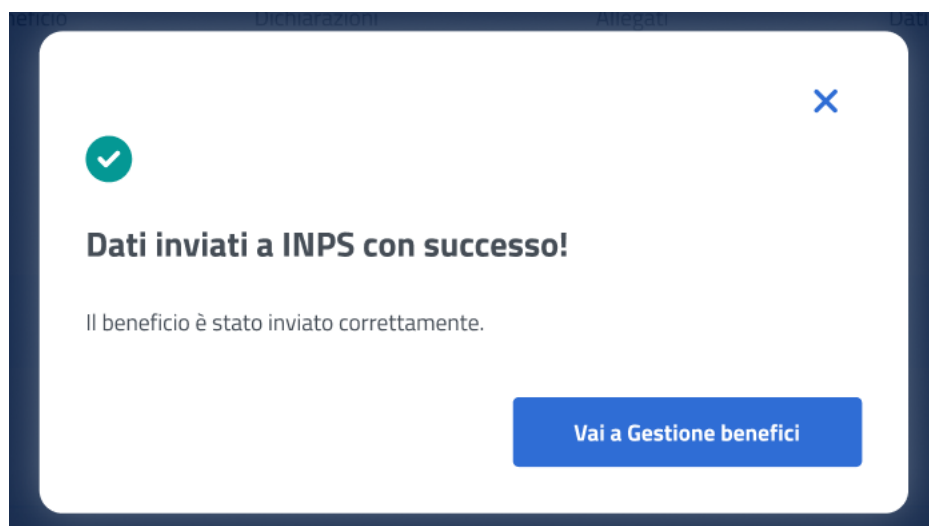 Dichiarazioni Allegati
Dati inviati a INPS con successo!
Il beneficio è stato inviato correttamente.
Vai a Gestione benefici